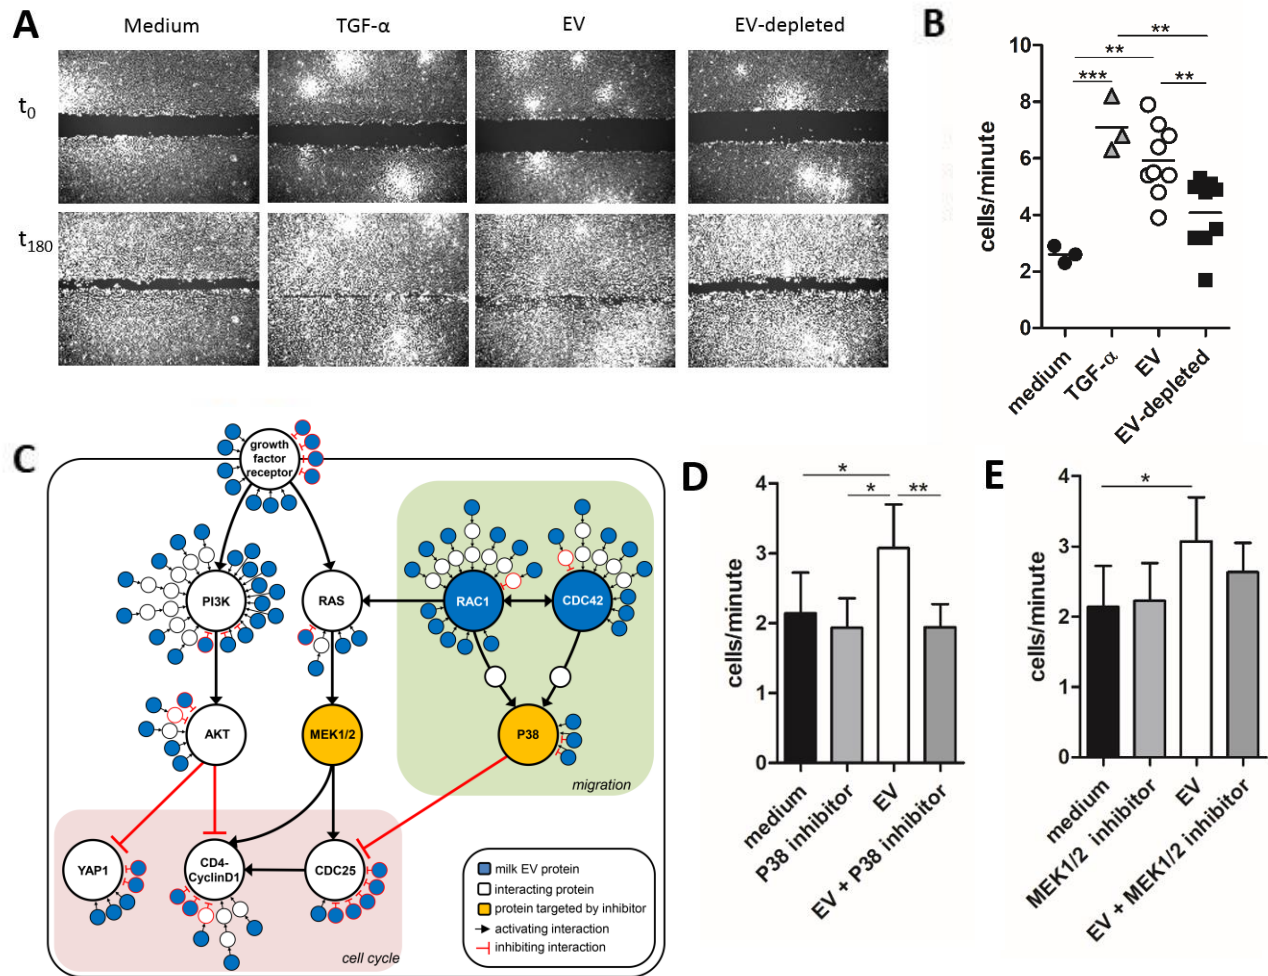 A
Medium
TGF-α
EV
EV-depleted
t0
t180
B
cells/minute
10
8
6
4
2
0
**
**
***
**
medium
TGF-α
EV
EV-depleted
C
growth
factor
receptor
PI3K
RAS
RAC1
CDC42
AKT
MEK1/2
P38
migration
YAP1
CD4-
CyclinD1
CDC25
cell cycle
milk EV protein
interacting protein
protein targeted by inhibitor
activating interaction
inhibiting interaction
D
cells/minute
4
3
2
1
0
*
*
**
medium
P38 inhibitor
EV
EV + P38 inhibitor
E
cells/minute
4
3
2
1
0
*
medium
MEK1/2 inhibitor
EV
EV + MEK1/2 inhibitor